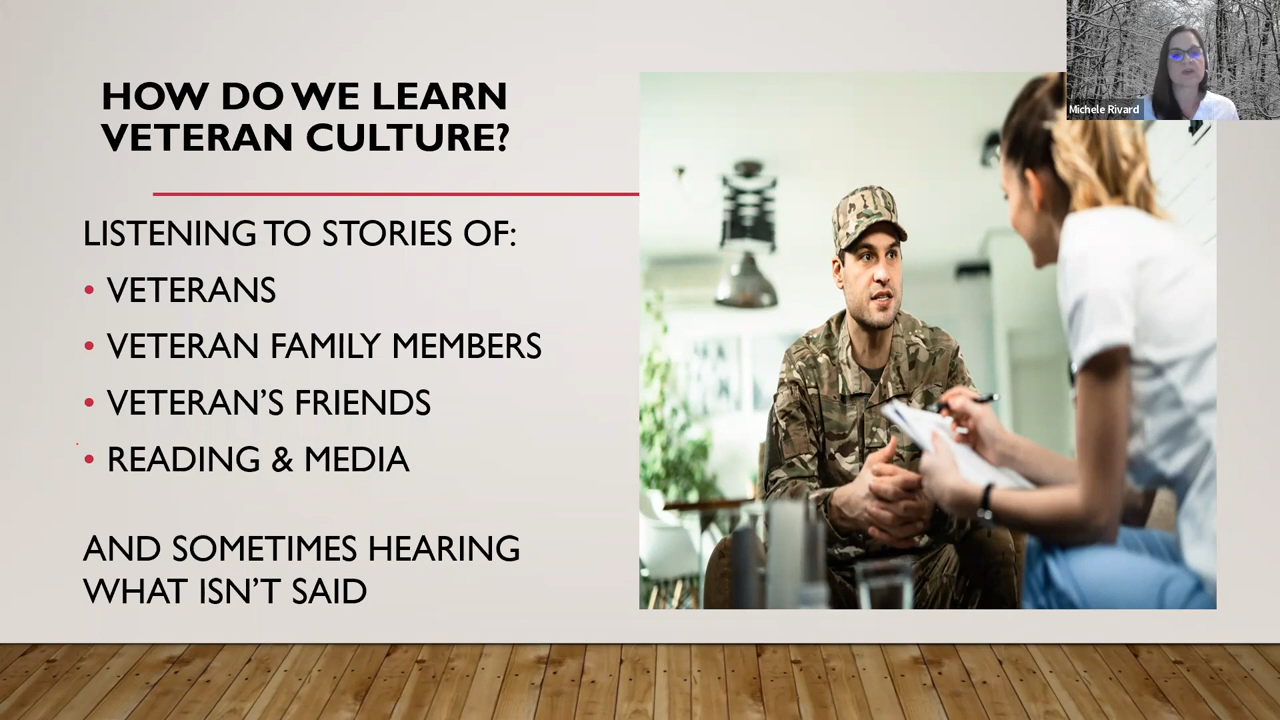 HOW DO WE LEARN
VETERAN CULTURE?
LISTENING TO STORIES OF:
• VETERANS
• VETERAN FAMILY MEMBERS
• VETERAN’S FRIENDS
• READING & MEDIA
AND SOMETIMES HEARING
WHAT ISN’T SAID
Michele Rivard